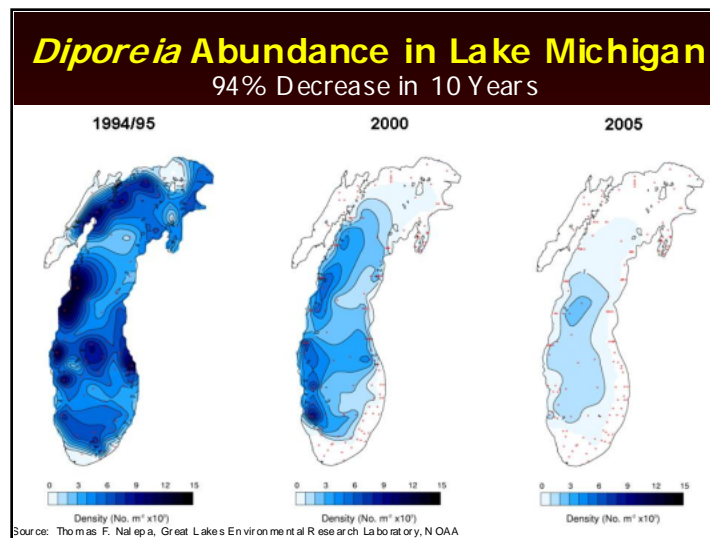 Diporeia Abundance in Lake Michigan
94% Decrease in 10 Years
1994/95 2000 2005
0 3 6 9 12 15 0 3 6 9 12 15 0 3 6 9 12 15
Density (No. m⁻² x10³) Density (No. m⁻² x10³) Density (No. m⁻² x10³)
Source: Thomas F. Nalepa, Great Lakes Environmental Research Laboratory, NOAA